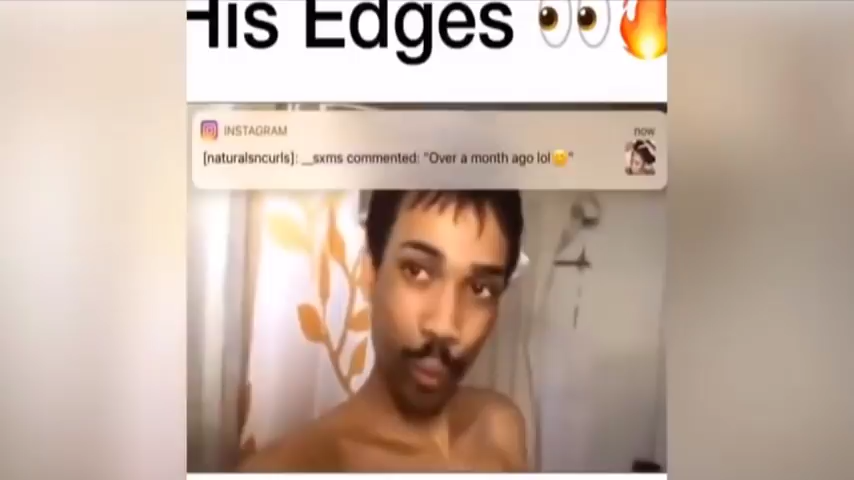 His Edges 👀🔥
INSTAGRAM
now
[naturalsncurls]: __sxms commented: "Over a month ago lol😊"